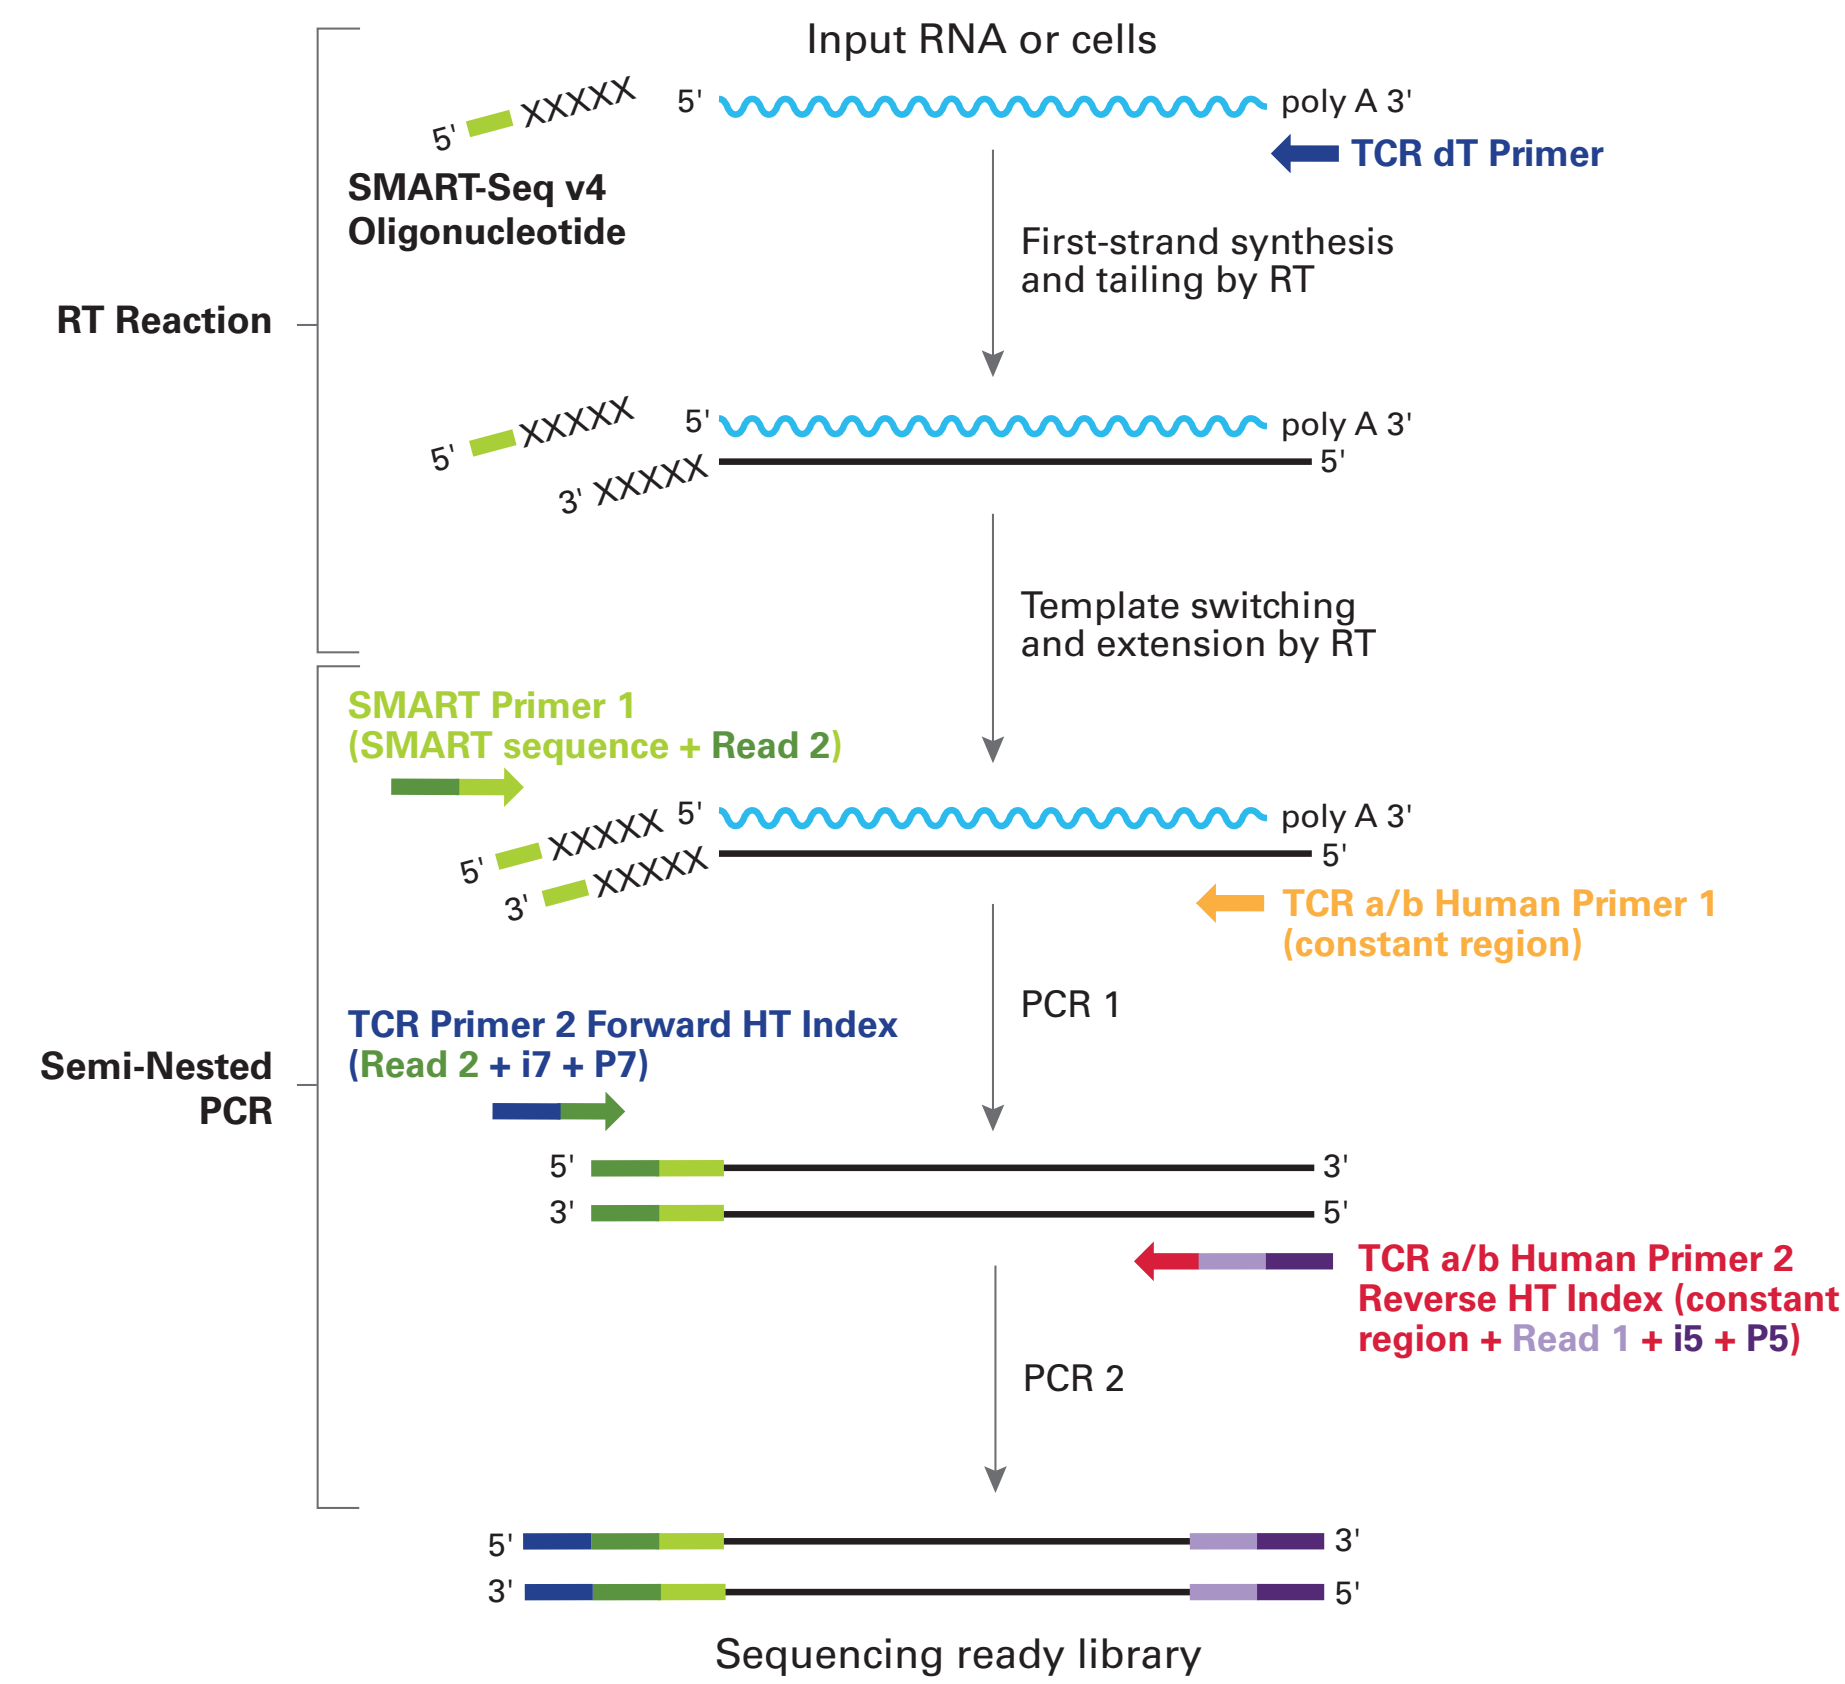 Input RNA or cells
5' XXXXX
5'
poly A 3'
TCR dT Primer
SMART-Seq v4
Oligonucleotide
First-strand synthesis
and tailing by RT
RT Reaction
5' XXXXX
5'
poly A 3'
3' XXXXX
5'
Template switching
and extension by RT
SMART Primer 1
(SMART sequence + Read 2)
5' XXXXX
5'
poly A 3'
3' XXXXX
5'
TCR a/b Human Primer 1
(constant region)
PCR 1
TCR Primer 2 Forward HT Index
(Read 2 + i7 + P7)
Semi-Nested
PCR
5'
3'
3'
5'
TCR a/b Human Primer 2
Reverse HT Index (constant
region + Read 1 + i5 + P5)
PCR 2
5'
3'
3'
5'
Sequencing ready library